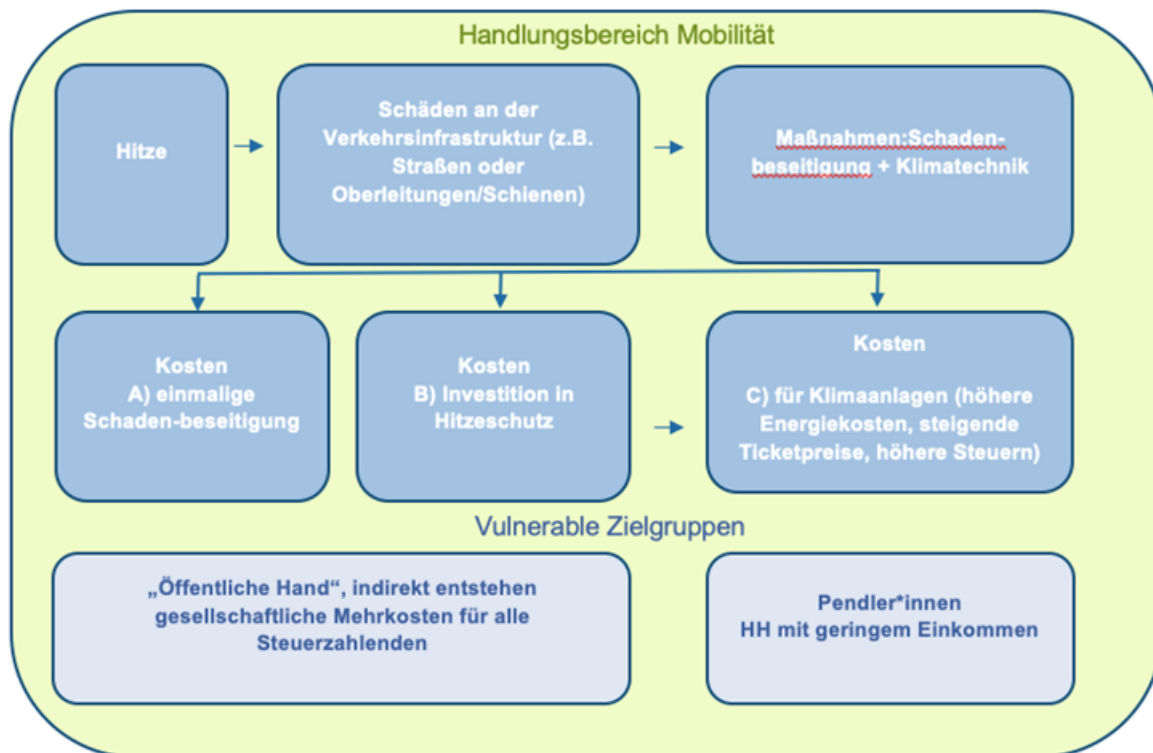 Handlungsbereich Mobilität
Hitze
Schäden an der
Verkehrsinfrastruktur (z.B.
Straßen oder
Oberleitungen/Schienen)
Maßnahmen:Schaden-
beseitigung + Klimatechnik
Kosten
A) einmalige
Schaden-beseitigung
Kosten
B) Investition in
Hitzeschutz
Kosten
C) für Klimaanlagen (höhere
Energiekosten, steigende
Ticketpreise, höhere Steuern)
Vulnerable Zielgruppen
„Öffentliche Hand“, indirekt entstehen
gesellschaftliche Mehrkosten für alle
Steuerzahlenden
Pendler*innen
HH mit geringem Einkommen